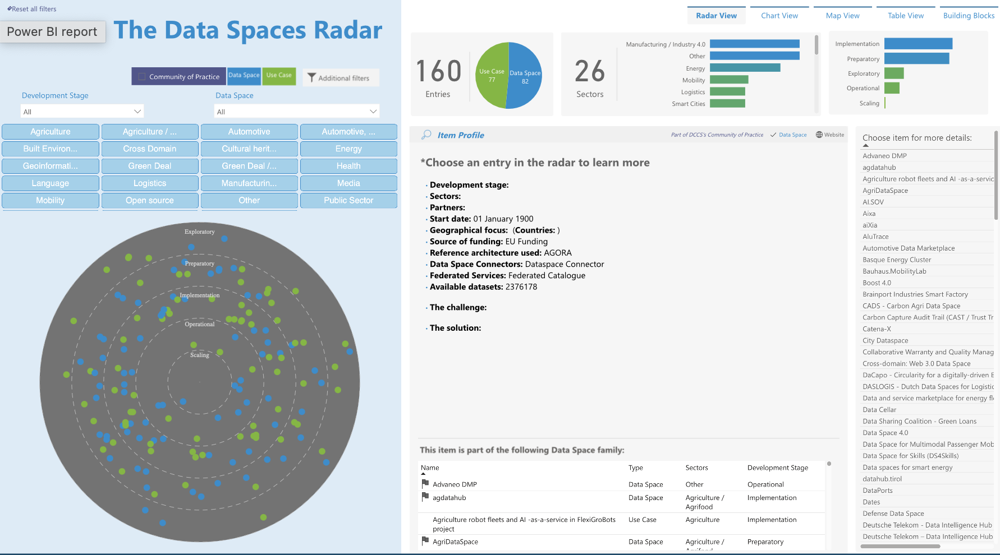 Reset all filters
Power BI report
The Data Spaces Radar
Community of Practice
Data Space
Use Case
Additional filters
Development Stage
Data Space
All
All
Agriculture
Agriculture / ...
Automotive
Automotive, ...
Built Environ...
Cross Domain
Cultural herit...
Energy
Geoinformati...
Green Deal
Green Deal /...
Health
Language
Logistics
Manufacturin...
Media
Mobility
Open source
Other
Public Sector
Exploratory
Preparatory
Implementation
Operational
Scaling
Radar View
Chart View
Map View
Table View
Building Blocks
160
Entries
Use Case
77
Data Space
82
26
Sectors
Manufacturing / Industry 4.0
Other
Energy
Mobility
Logistics
Smart Cities
Implementation
Preparatory
Exploratory
Operational
Scaling
Item Profile
Part of DCCS's Community of Practice
Data Space
Website
*Choose an entry in the radar to learn more
· Development stage:
· Sectors:
· Partners:
· Start date: 01 January 1900
· Geographical focus: (Countries: )
· Source of funding: EU Funding
· Reference architecture used: AGORA
· Data Space Connectors: Dataspace Connector
· Federated Services: Federated Catalogue
· Available datasets: 2376178
· The challenge:
· The solution:
This item is part of the following Data Space family:
Name Type Sectors Development Stage
Advaneo DMP Data Space Other Operational
agdatahub Data Space Agriculture / Implementation
Agrifood
Agriculture robot fleets and AI -as-a-service in FlexiGroBots Use Case Agriculture Implementation
project
AgriDataSpace Data Space Agriculture / Preparatory
Choose item for more details:
Advaneo DMP
agdatahub
Agriculture robot fleets and AI -as-a-servic
AgriDataSpace
AI.SOV
Aixa
aiXia
AluTrace
Automotive Data Marketplace
Basque Energy Cluster
Bauhaus.MobilityLab
Boost 4.0
Brainport Industries Smart Factory
CADS - Carbon Agri Data Space
Carbon Capture Audit Trail (CAST / Trust Tr
Catena-X
City Dataspace
Collaborative Warranty and Quality Manag
Cross-domain: Web 3.0 Data Space
DaCapo - Circularity for a digitally-driven E
DASLOGIS - Dutch Data Spaces for Logistic
Data and service marketplace for energy fl
Data Cellar
Data Sharing Coalition - Green Loans
Data Space 4.0
Data Space for Multimodal Passenger Mob
Data Space for Skills (DS4Skills)
Data spaces for smart energy
datahub.tirol
DataPorts
Dates
Defense Data Space
Deutsche Telekom - Data Intelligence Hub
Deutsche Telekom – Data Intelligence Hub